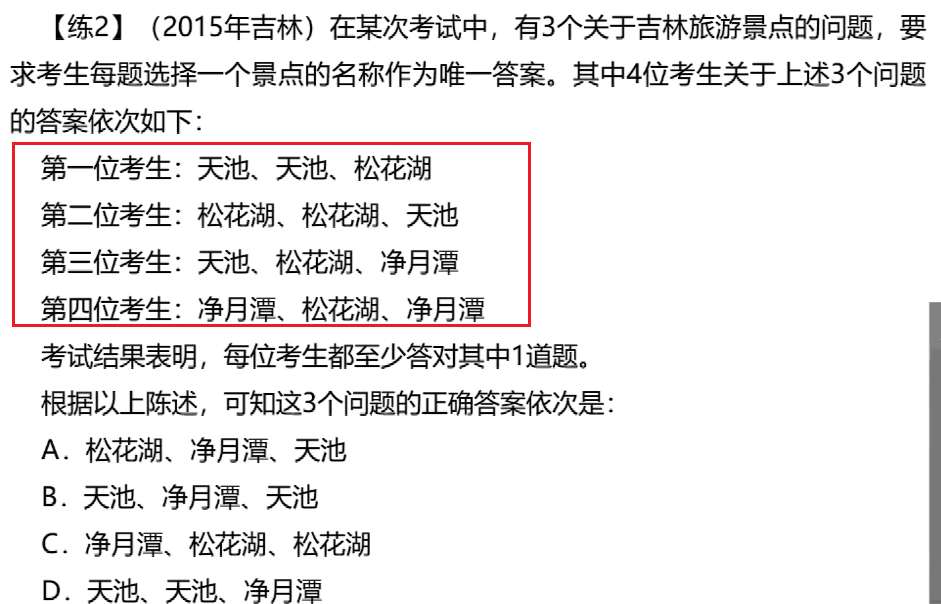 【练2】（2015年吉林）在某次考试中，有3个关于吉林旅游景点的问题，要
求考生每题选择一个景点的名称作为唯一答案。其中4位考生关于上述3个问题
的答案依次如下：
第一位考生：天池、天池、松花湖
第二位考生：松花湖、松花湖、天池
第三位考生：天池、松花湖、净月潭
第四位考生：净月潭、松花湖、净月潭
考试结果表明，每位考生都至少答对其中1道题。
根据以上陈述，可知这3个问题的正确答案依次是：
A．松花湖、净月潭、天池
B．天池、净月潭、天池
C．净月潭、松花湖、松花湖
D．天池、天池、净月潭